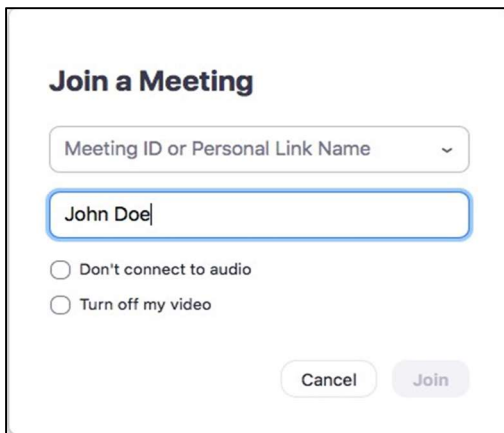 Join a Meeting
Meeting ID or Personal Link Name
John Doe
Don't connect to audio
Turn off my video
Cancel Join